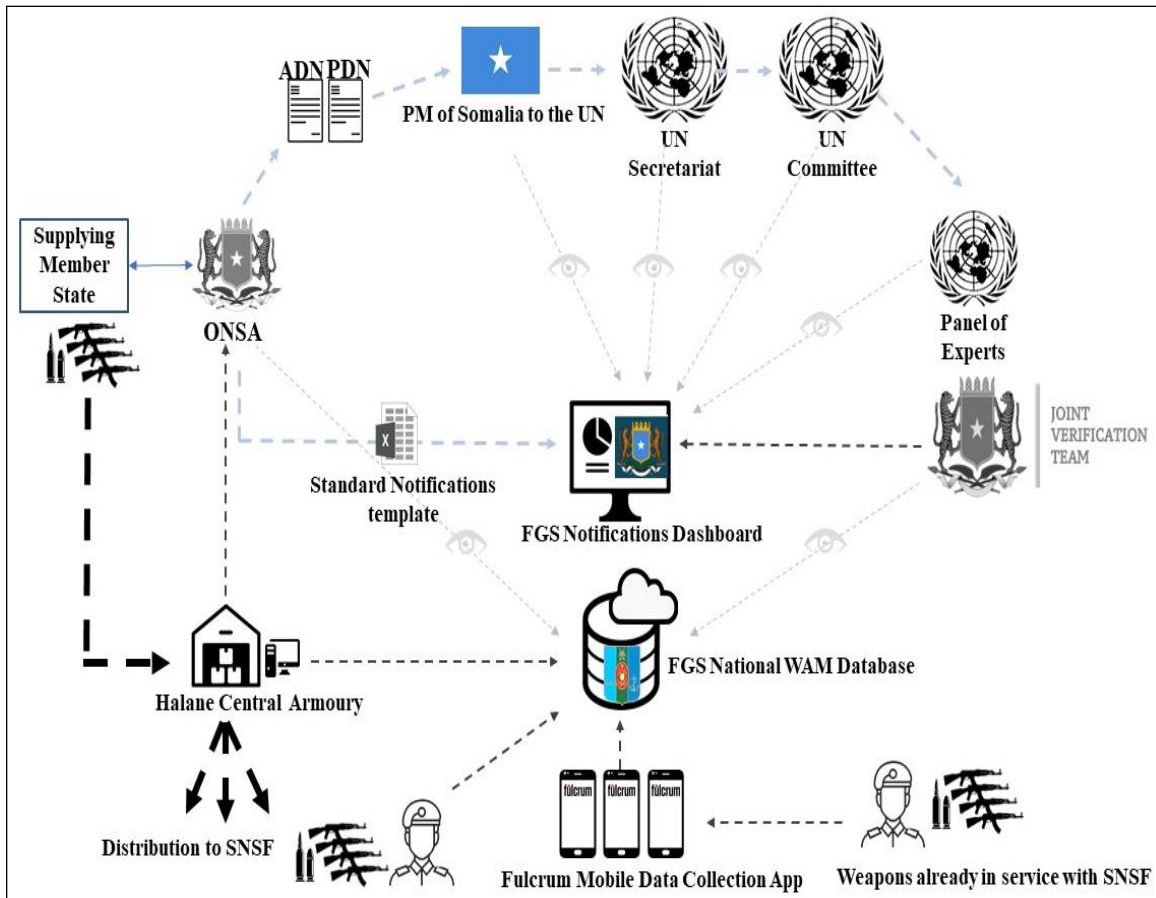 ADN PDN
PM of Somalia to the UN
UN
Secretariat
UN
Committee
Supplying
Member
State
ONSA
Panel of
Experts
JOINT
VERIFICATION
TEAM
X
Standard Notifications
template
FGS Notifications Dashboard
FGS National WAM Database
Halane Central Armoury
Distribution to SNSF
fulcrum fulcrum fulcrum
Fulcrum Mobile Data Collection App
Weapons already in service with SNSF